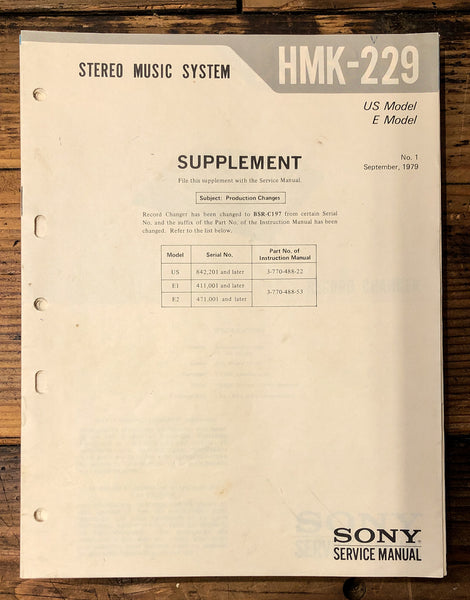 STEREO MUSIC SYSTEM
HMK-229
US Model
E Model
No. 1
September, 1979
SUPPLEMENT
File this supplement with the Service Manual.
Subject: Production Changes
Record Changer has been changed to BSR-C197 from certain Serial
No. and the suffix of the Part No. of the Instruction Manual has been
changed. Refer to the list below.
Model Serial No. Part No. of
Instruction Manual
US 842,201 and later 3-770-488-22
E1 411,001 and later
3-770-488-53
E2 471,001 and later
SONY
SERVICE MANUAL